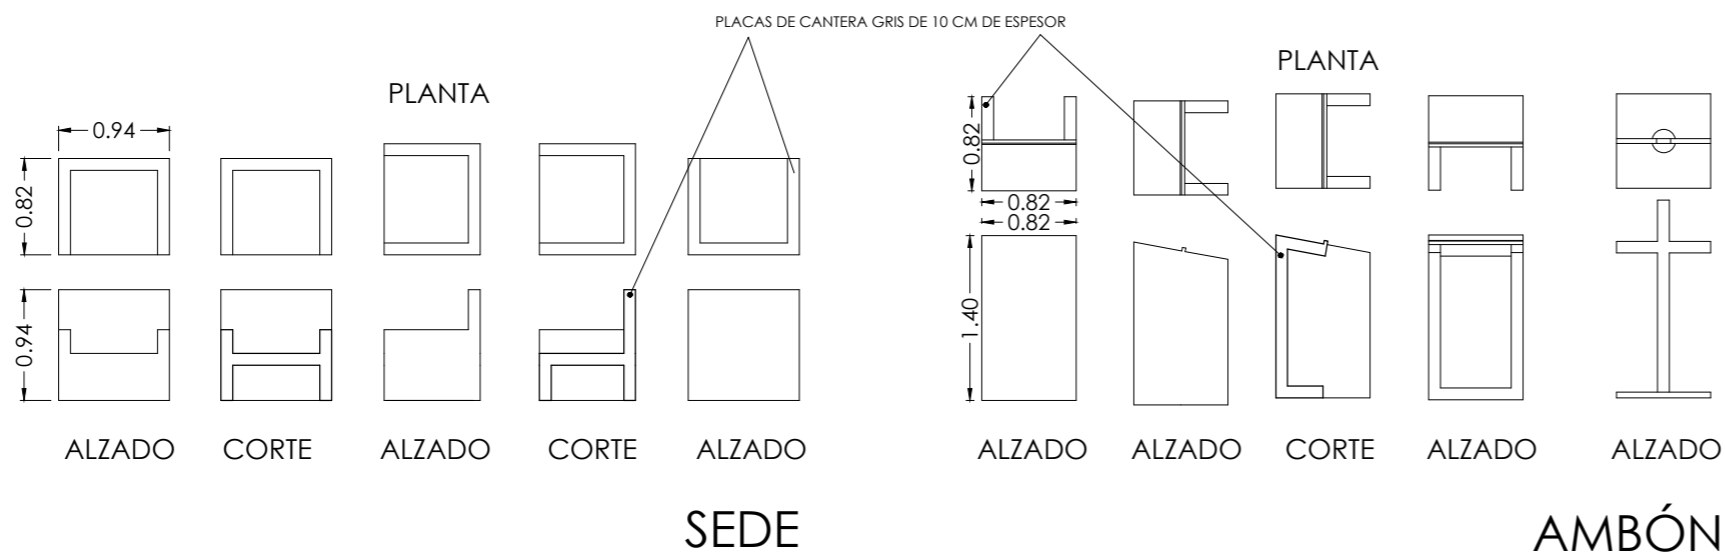 PLACAS DE CANTERA GRIS DE 10 CM DE ESPESOR
PLANTA
PLANTA
0.94
0.82
0.94
0.82
0.82
0.82
1.40
ALZADO CORTE ALZADO CORTE ALZADO
ALZADO ALZADO CORTE ALZADO ALZADO
SEDE
AMBÓN